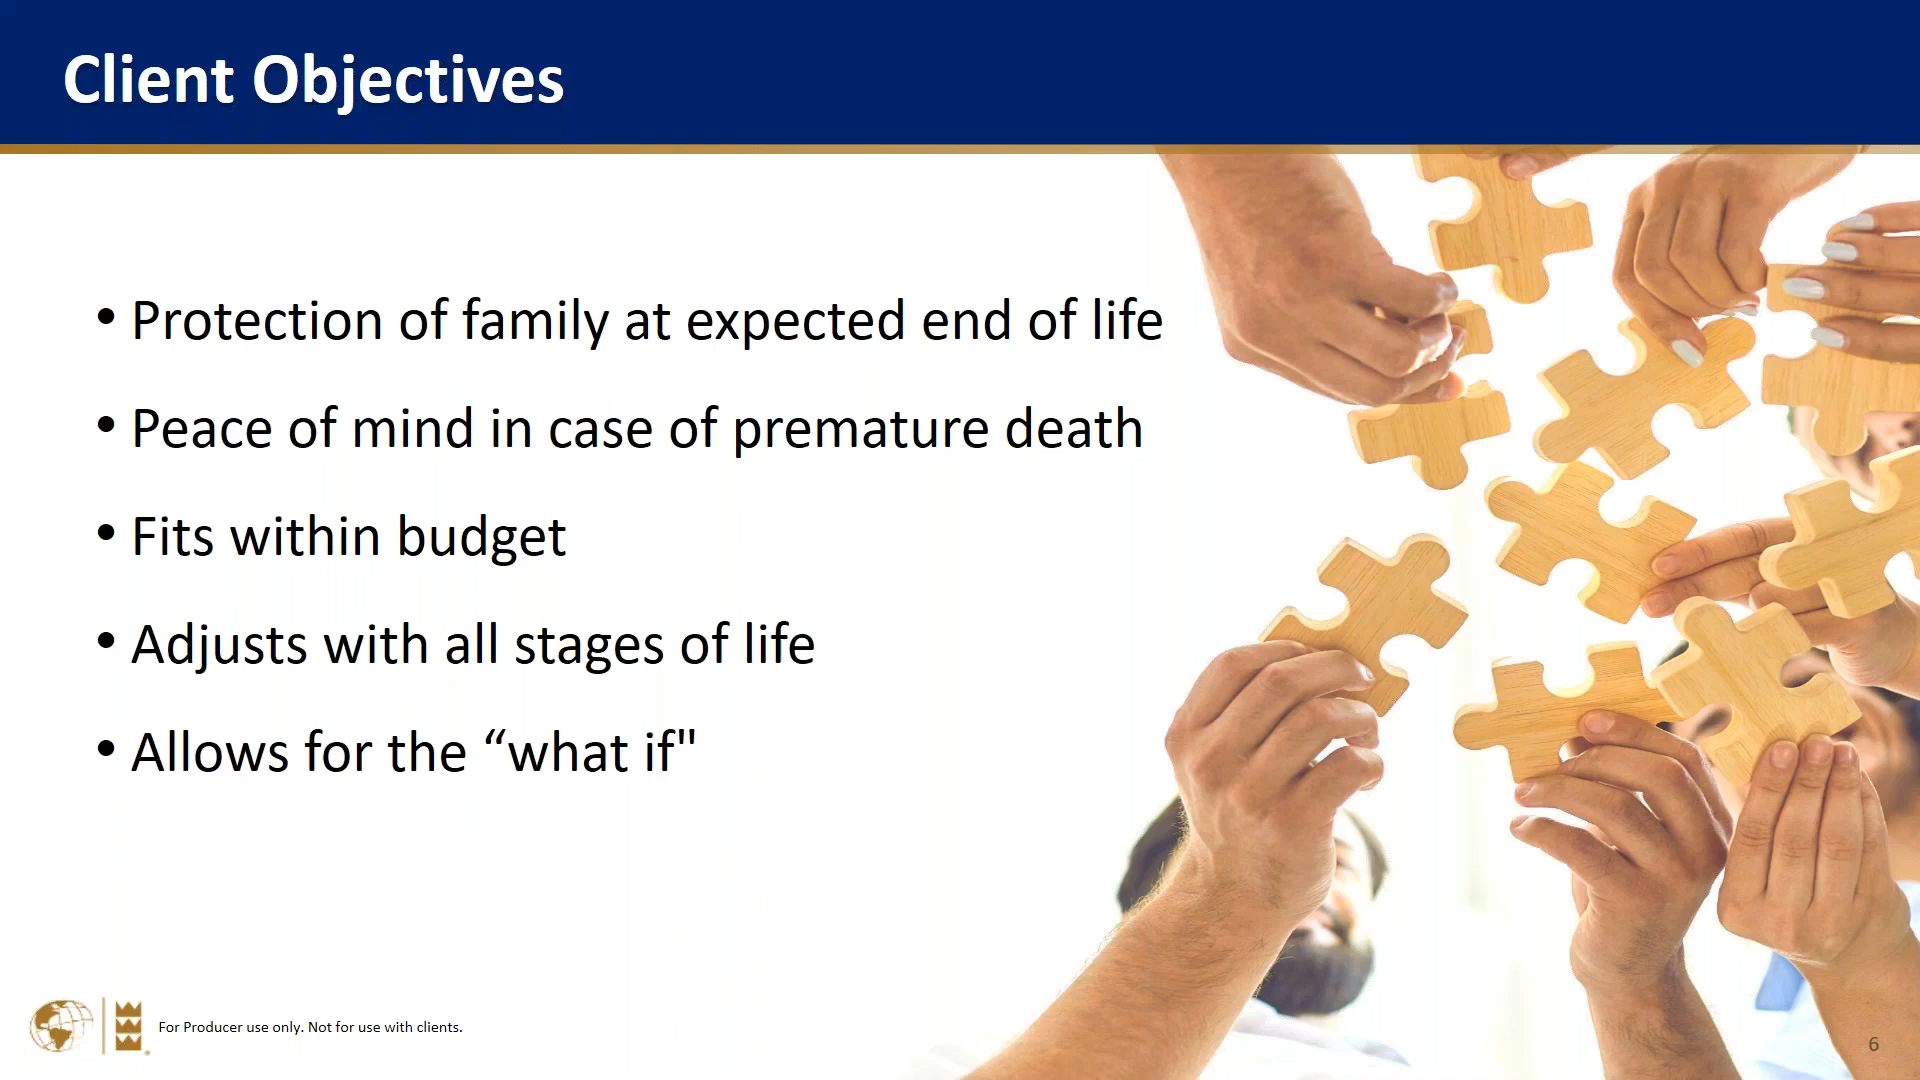 Client Objectives
• Protection of family at expected end of life
• Peace of mind in case of premature death
• Fits within budget
• Adjusts with all stages of life
• Allows for the “what if"
For Producer use only. Not for use with clients.
6